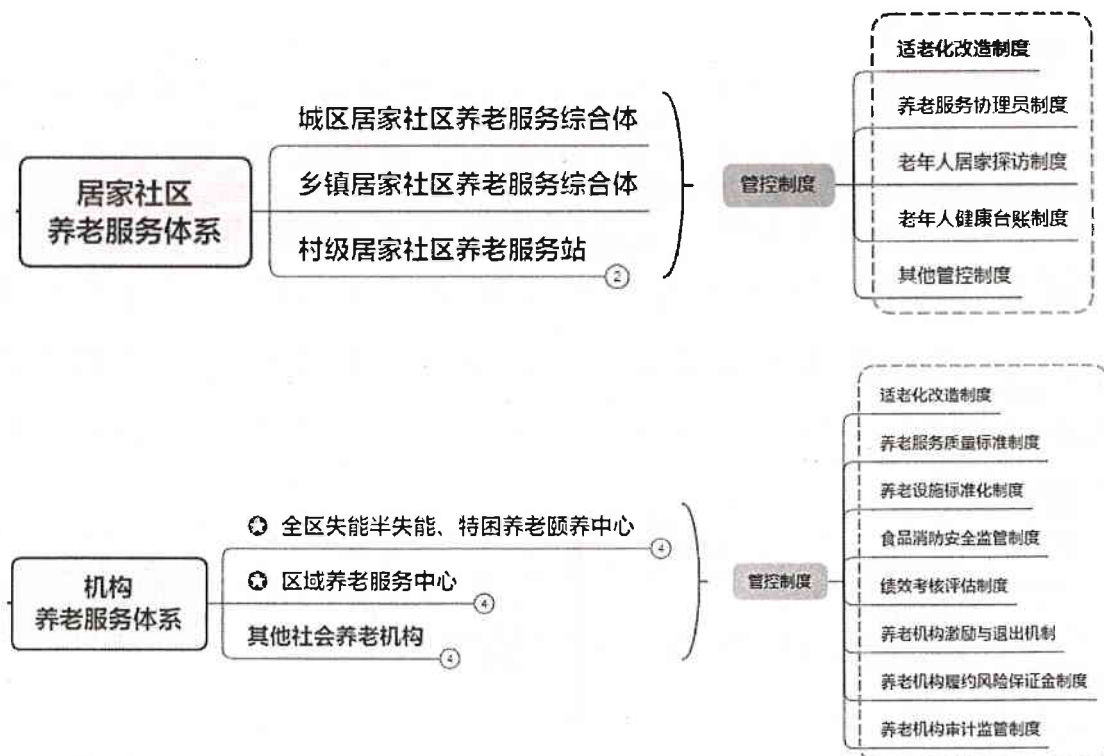 居家社区
养老服务体系
城区居家社区养老服务综合体
乡镇居家社区养老服务综合体
村级居家社区养老服务站
2
管控制度
适老化改造制度
养老服务协理员制度
老年人居家探访制度
老年人健康台账制度
其他管控制度
机构
养老服务体系
全区失能半失能、特困养老颐养中心
4
区域养老服务中心
4
其他社会养老机构
4
管控制度
适老化改造制度
养老服务质量标准制度
养老设施标准化制度
食品消防安全监管制度
绩效考核评估制度
养老机构激励与退出机制
养老机构履约风险保证金制度
养老机构审计监管制度